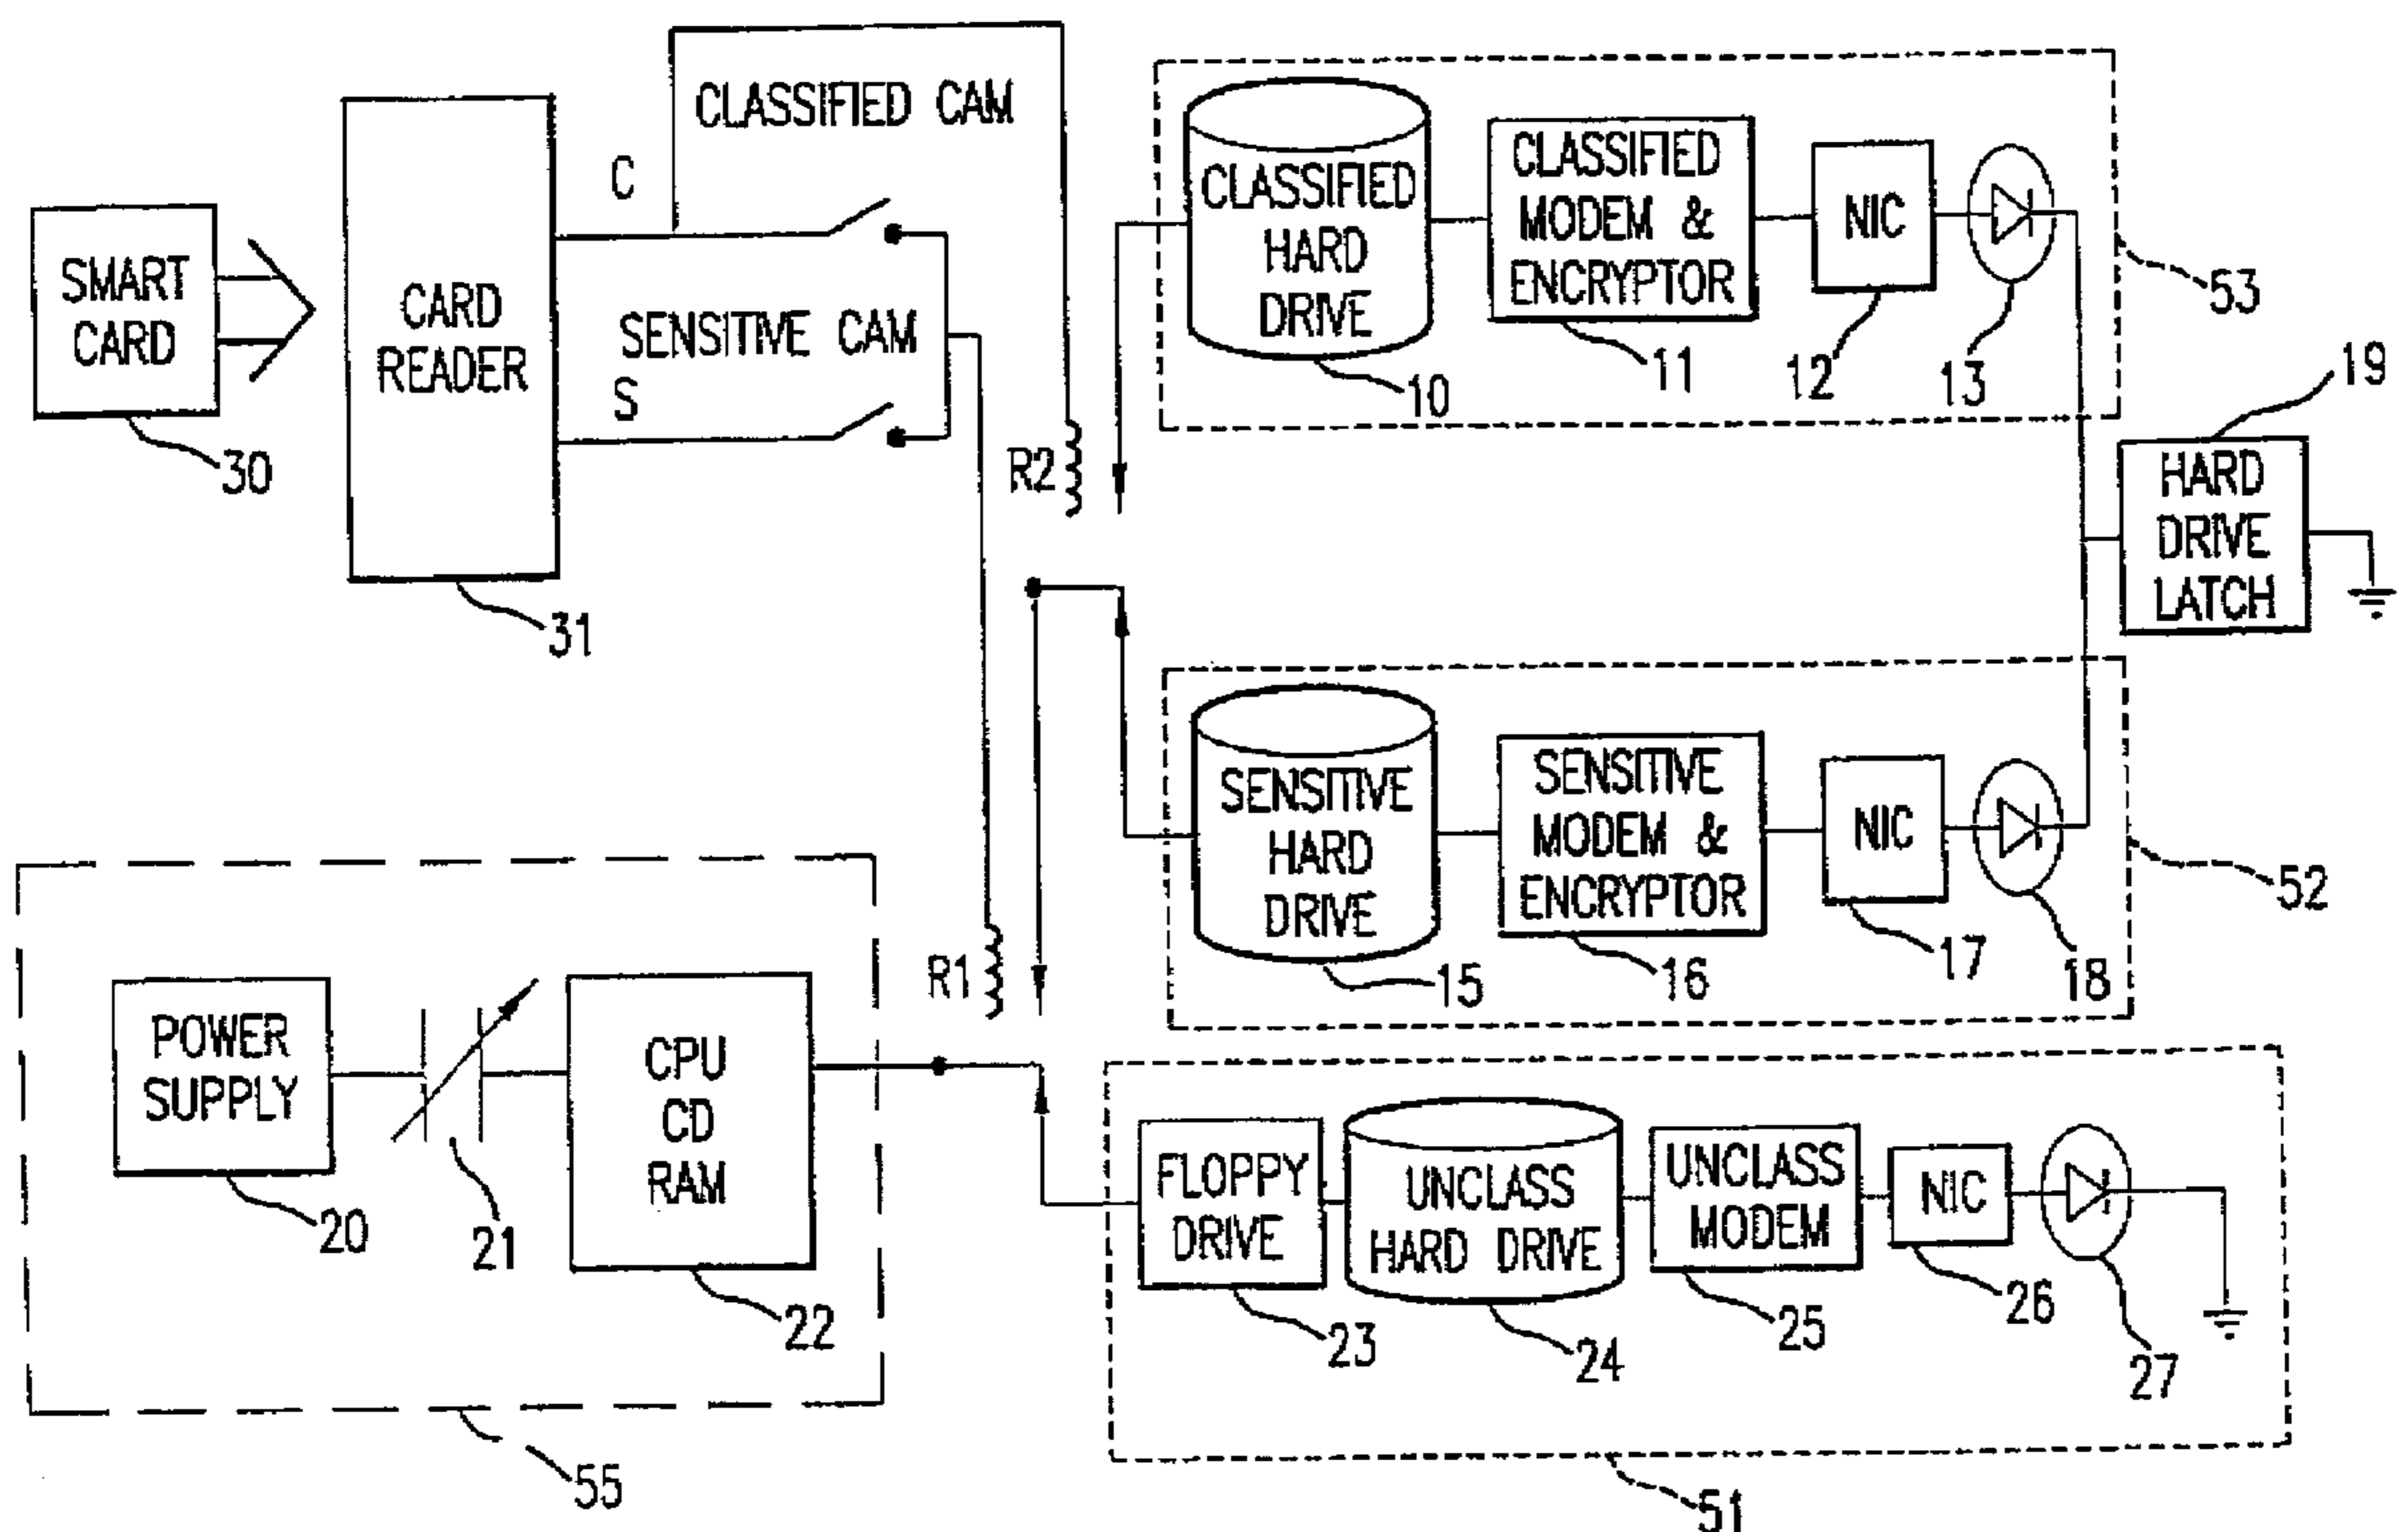 CLASSIFIED CAM
C
SENSITIVE CAM
S
SMART
CARD
30
CARD
READER
31
R2
R1
CLASSIFIED
HARD
DRIVE
10
CLASSIFIED
MODEM &
ENCRYPTOR
11
NIC
12
13
53
19
HARD
DRIVE
LATCH
SENSITIVE
HARD
DRIVE
15
SENSITIVE
MODEM &
ENCRYPTOR
16
NIC
17
18
52
POWER
SUPPLY
20
21
CPU
CD
RAM
22
55
FLOPPY
DRIVE
23
UNCLASS
HARD DRIVE
24
UNCLASS
MODEM
25
NIC
26
27
51